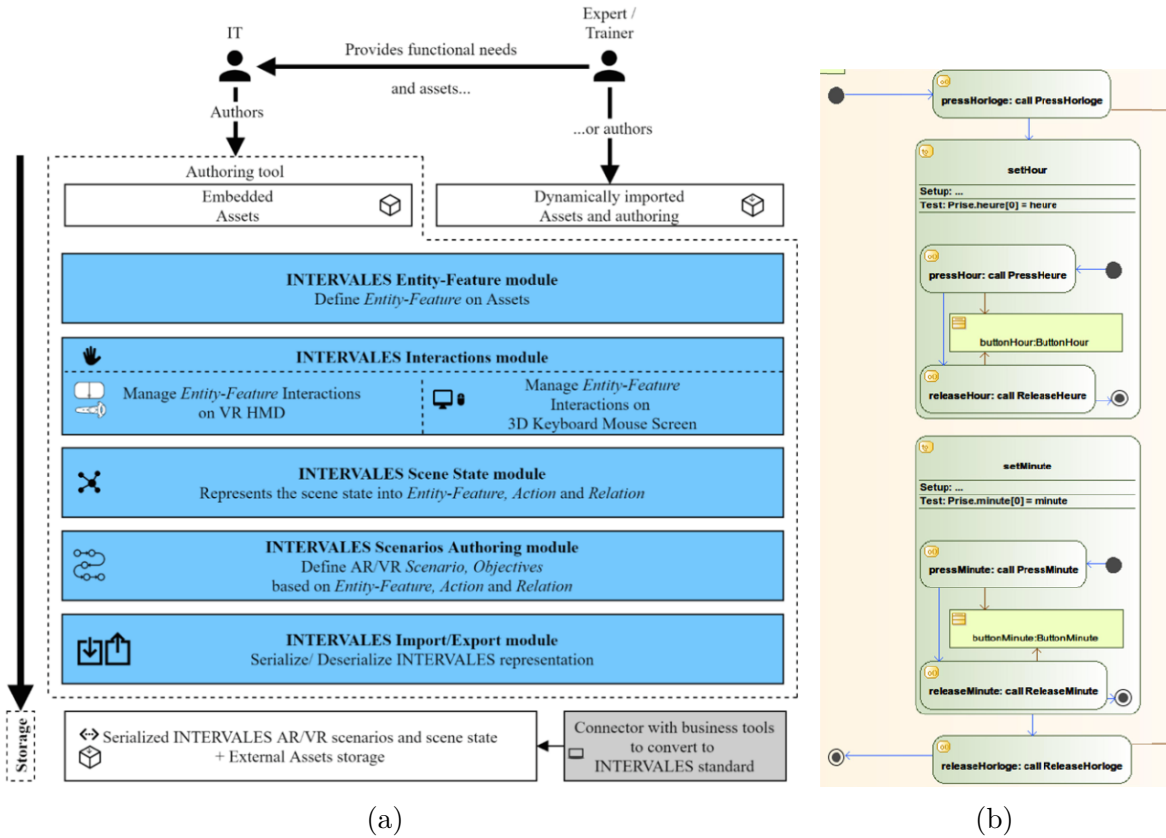 IT
Expert /
Trainer
Provides functional needs
and assets...
Authors
...or authors
Authoring tool
Embedded
Assets
Dynamically imported
Assets and authoring
INTERVALES Entity-Feature module
Define Entity-Feature on Assets
INTERVALES Interactions module
Manage Entity-Feature Interactions
on VR HMD
Manage Entity-Feature
Interactions on
3D Keyboard Mouse Screen
INTERVALES Scene State module
Represents the scene state into Entity-Feature, Action and Relation
INTERVALES Scenarios Authoring module
Define AR/VR Scenario, Objectives
based on Entity-Feature, Action and Relation
INTERVALES Import/Export module
Serialize/ Deserialize INTERVALES representation
Storage
Serialized INTERVALES AR/VR scenarios and scene state
+ External Assets storage
Connector with business tools
to convert to
INTERVALES standard
(a)
pressHorloge: call PressHorloge
setHour
Setup: ...
Test: Prise.heure[0] = heure
pressHour: call PressHeure
buttonHour:ButtonHour
releaseHour: call ReleaseHeure
setMinute
Setup: ...
Test: Prise.minute[0] = minute
pressMinute: call PressMinute
buttonMinute:ButtonMinute
releaseMinute: call ReleaseMinute
releaseHorloge: call ReleaseHorloge
(b)